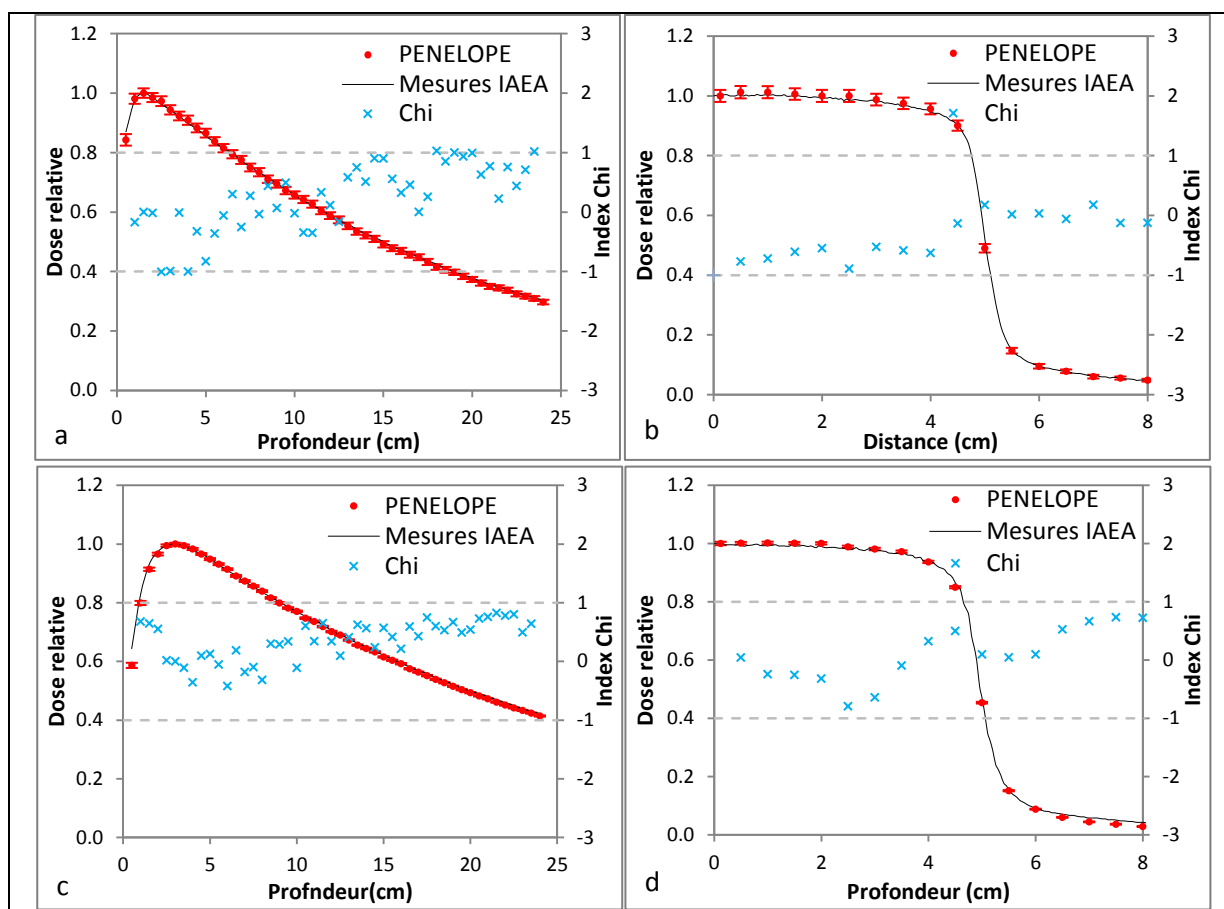 1.2
1.0
0.8
0.6
0.4
0.2
0.0
Dose relative
3
2
1
0
-1
-2
-3
Index Chi
PENELOPE
Mesures IAEA
Chi
0
5
10
15
20
25
Profondeur (cm)
a
1.2
1.0
0.8
0.6
0.4
0.2
0.0
Dose relative
3
2
1
0
-1
-2
-3
Index Chi
PENELOPE
Mesures IAEA
Chi
0
2
4
6
8
Distance (cm)
b
1.2
1.0
0.8
0.6
0.4
0.2
0.0
Dose relative
3
2
1
0
-1
-2
-3
Index Chi
PENELOPE
Mesures IAEA
Chi
0
5
10
15
20
25
Profndeur(cm)
c
1.2
1.0
0.8
0.6
0.4
0.2
0.0
Dose relative
3
2
1
0
-1
-2
-3
Index Chi
PENELOPE
Mesures IAEA
Chi
0
2
4
6
8
Profondeur (cm)
d